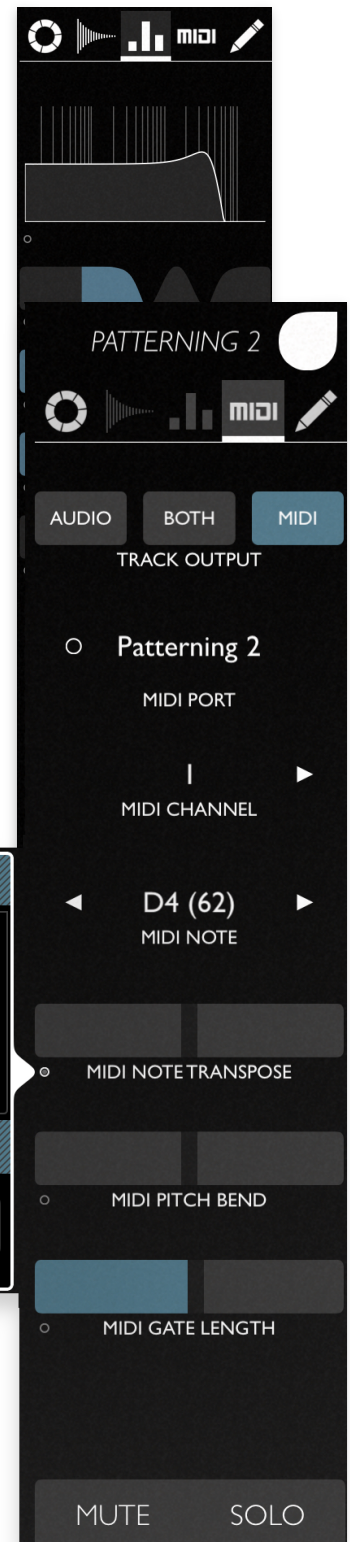 MIDI
PATTERNING 2
MIDI
AUDIO BOTH MIDI
TRACK OUTPUT
Patterning 2
MIDI PORT
1
MIDI CHANNEL
D4 (62)
MIDI NOTE
MIDI NOTE TRANSPOSE
MIDI PITCH BEND
MIDI GATE LENGTH
MUTE SOLO